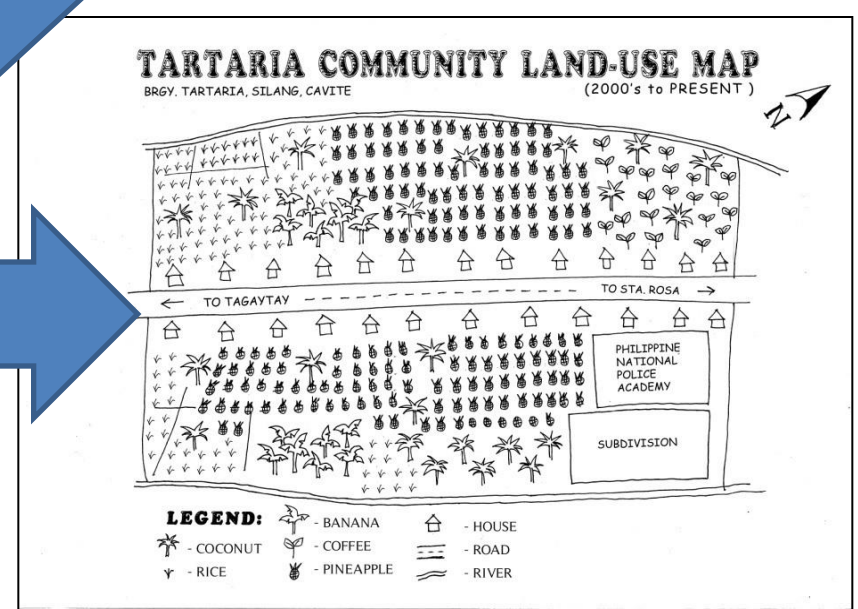 TARTARIA COMMUNITY LAND-USE MAP
BRGY. TARTARIA, SILANG, CAVITE
(2000's to PRESENT )
N
← TO TAGAYTAY
TO STA. ROSA →
PHILIPPINE
NATIONAL
POLICE
ACADEMY
SUBDIVISION
LEGEND:
- COCONUT
- RICE
- BANANA
- COFFEE
- PINEAPPLE
- HOUSE
- ROAD
- RIVER